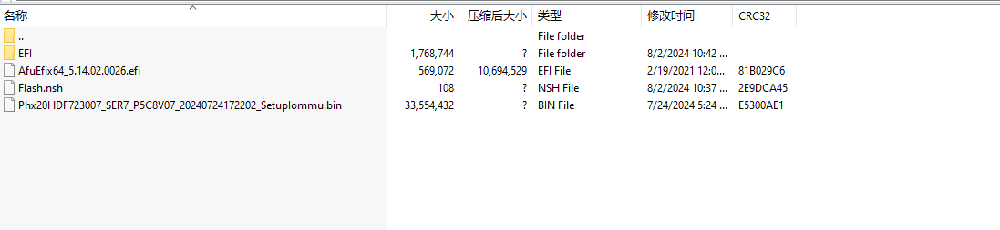 名称 大小 压缩后大小 类型 修改时间 CRC32
.. File folder
EFI 1,768,744 ? File folder 8/2/2024 10:42 ...
AfuEfix64_5.14.02.0026.efi 569,072 10,694,529 EFI File 2/19/2021 12:0... 81B029C6
Flash.nsh 108 ? NSH File 8/2/2024 10:37 ... 2E9DCA45
Phx20HDF723007_SER7_P5C8V07_20240724172202_SetupIommu.bin 33,554,432 ? BIN File 7/24/2024 5:24 ... E5300AE1